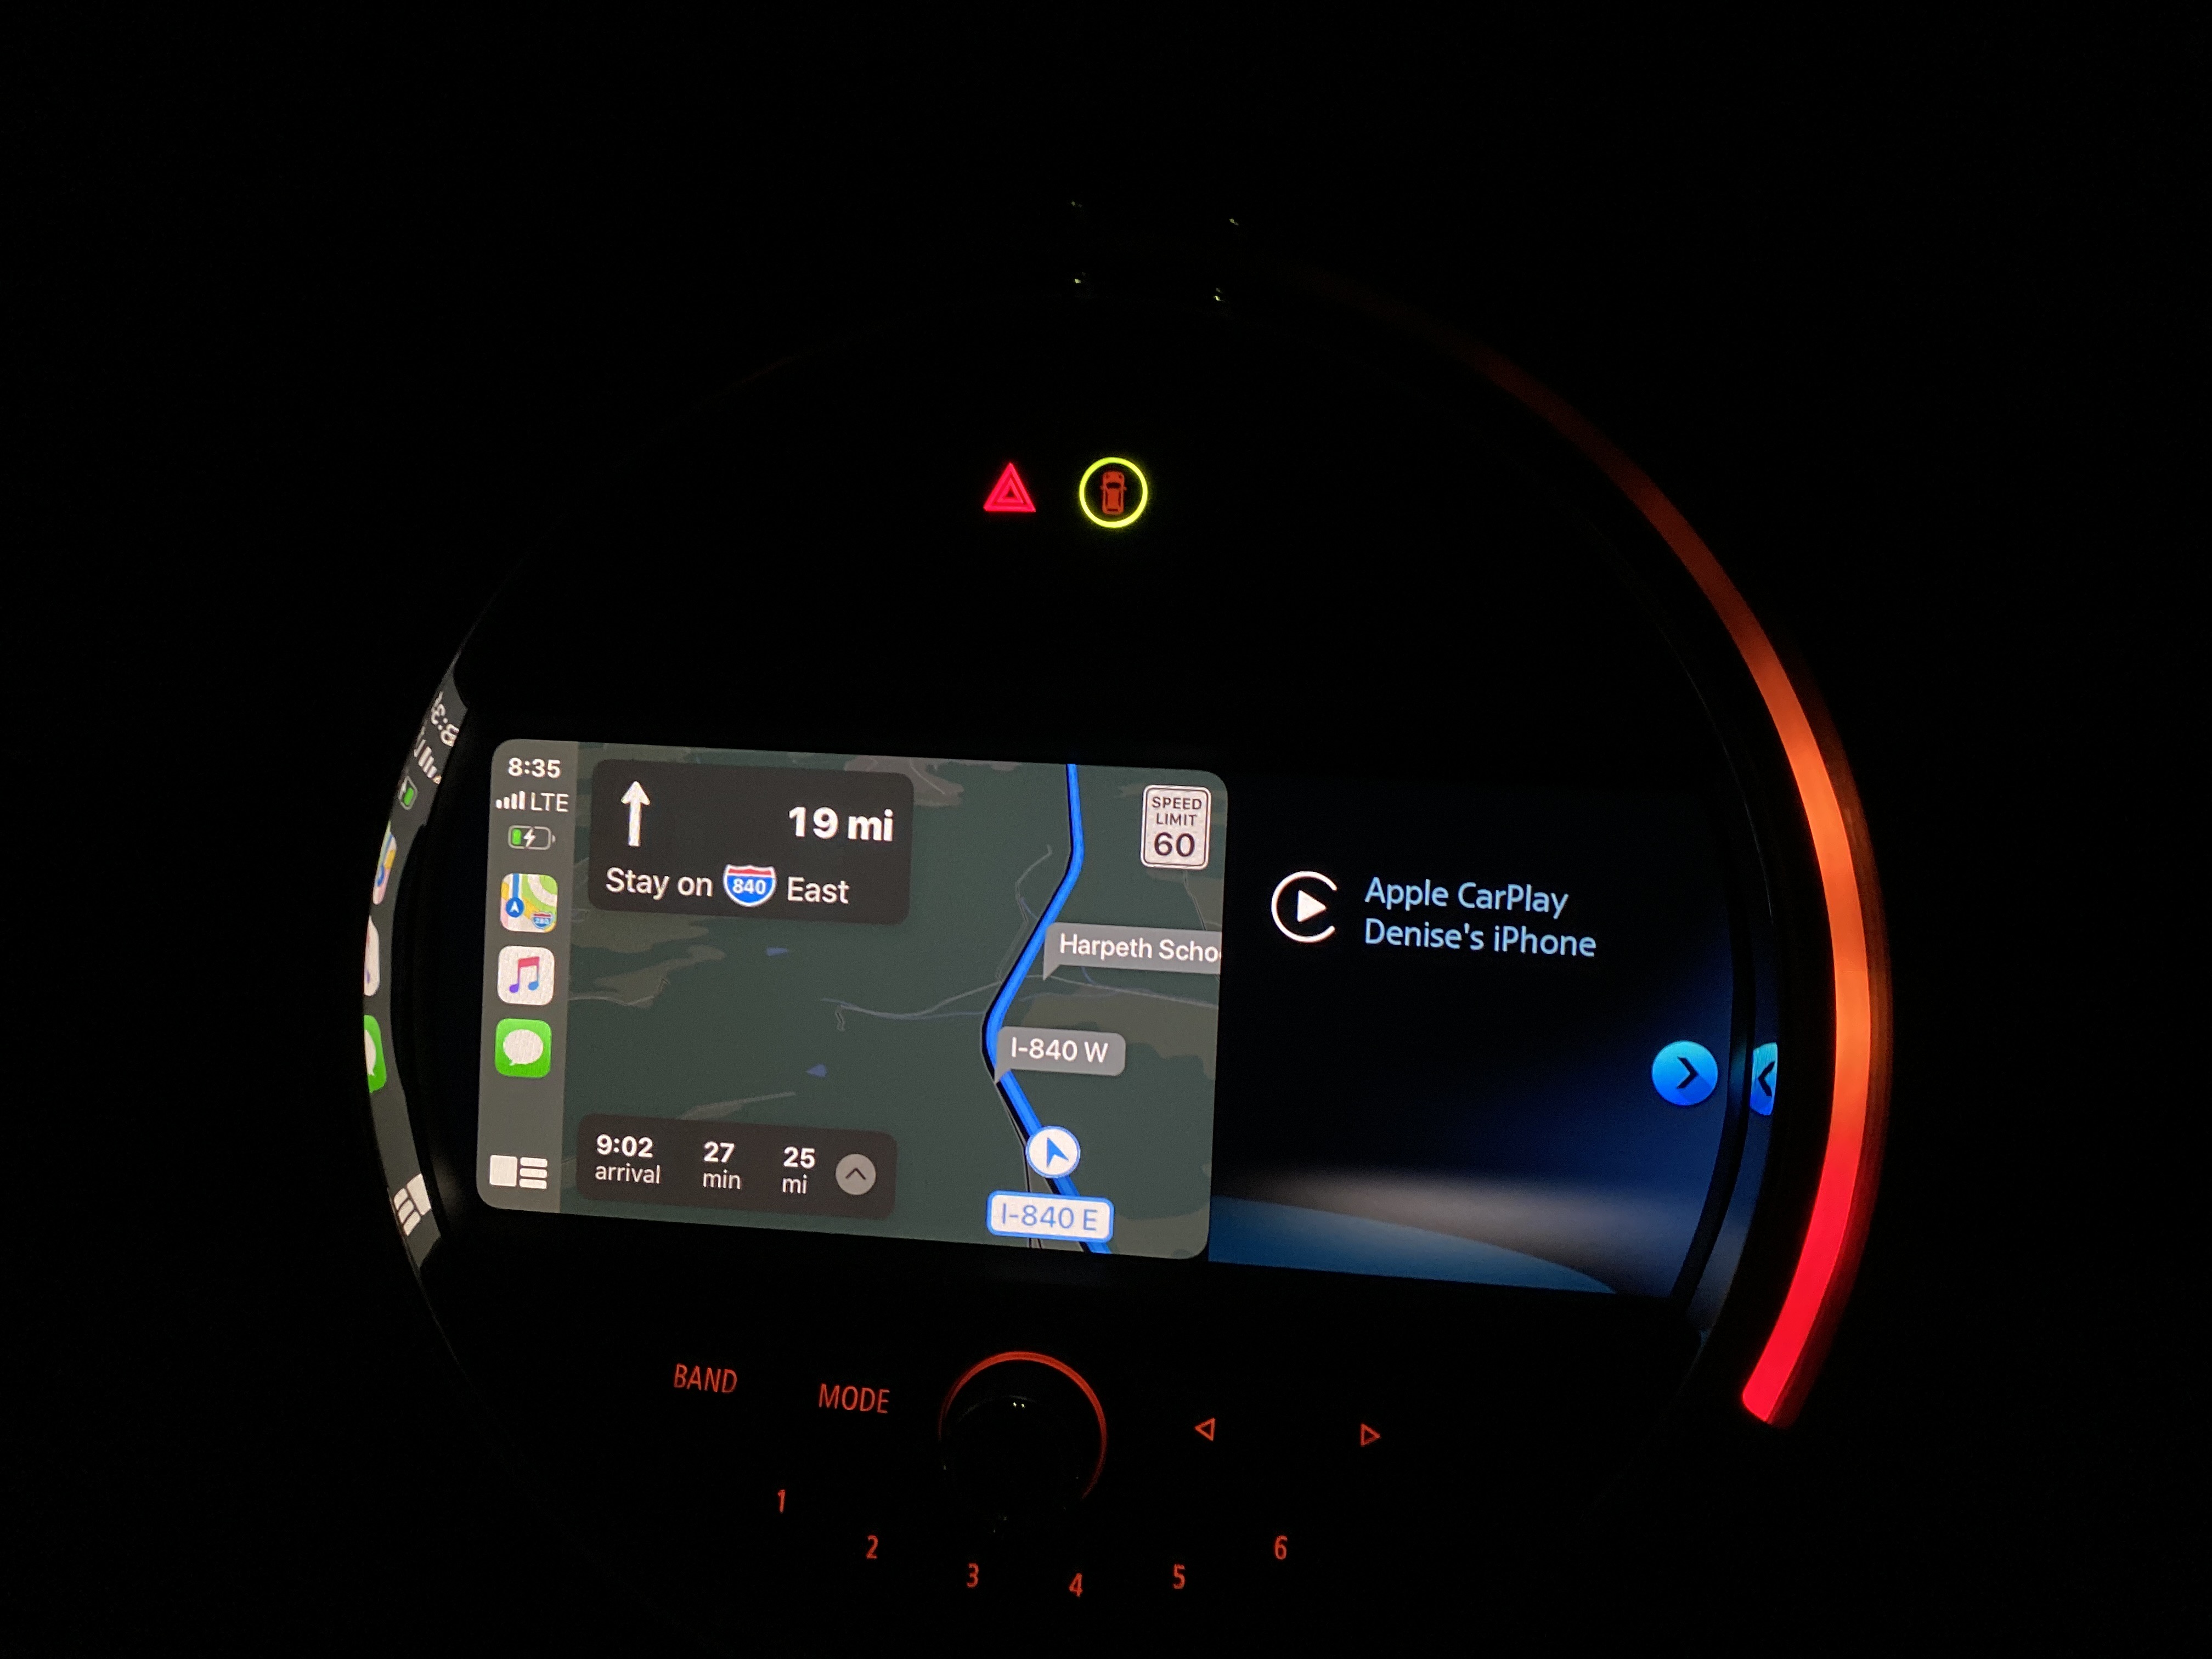 8:35
LTE
19 mi
Stay on 840 East
SPEED
LIMIT
60
Harpeth Scho
I-840 W
9:02 27 25
arrival min mi
I-840 E
Apple CarPlay
Denise's iPhone
BAND MODE
1 2 3 4 5 6